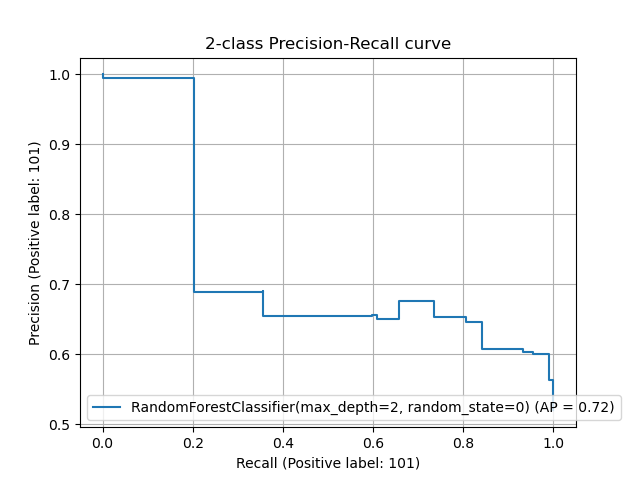 2-class Precision-Recall curve
Precision (Positive label: 101)
1.0
0.9
0.8
0.7
0.6
0.5
RandomForestClassifier(max_depth=2, random_state=0) (AP = 0.72)
0.0 0.2 0.4 0.6 0.8 1.0
Recall (Positive label: 101)